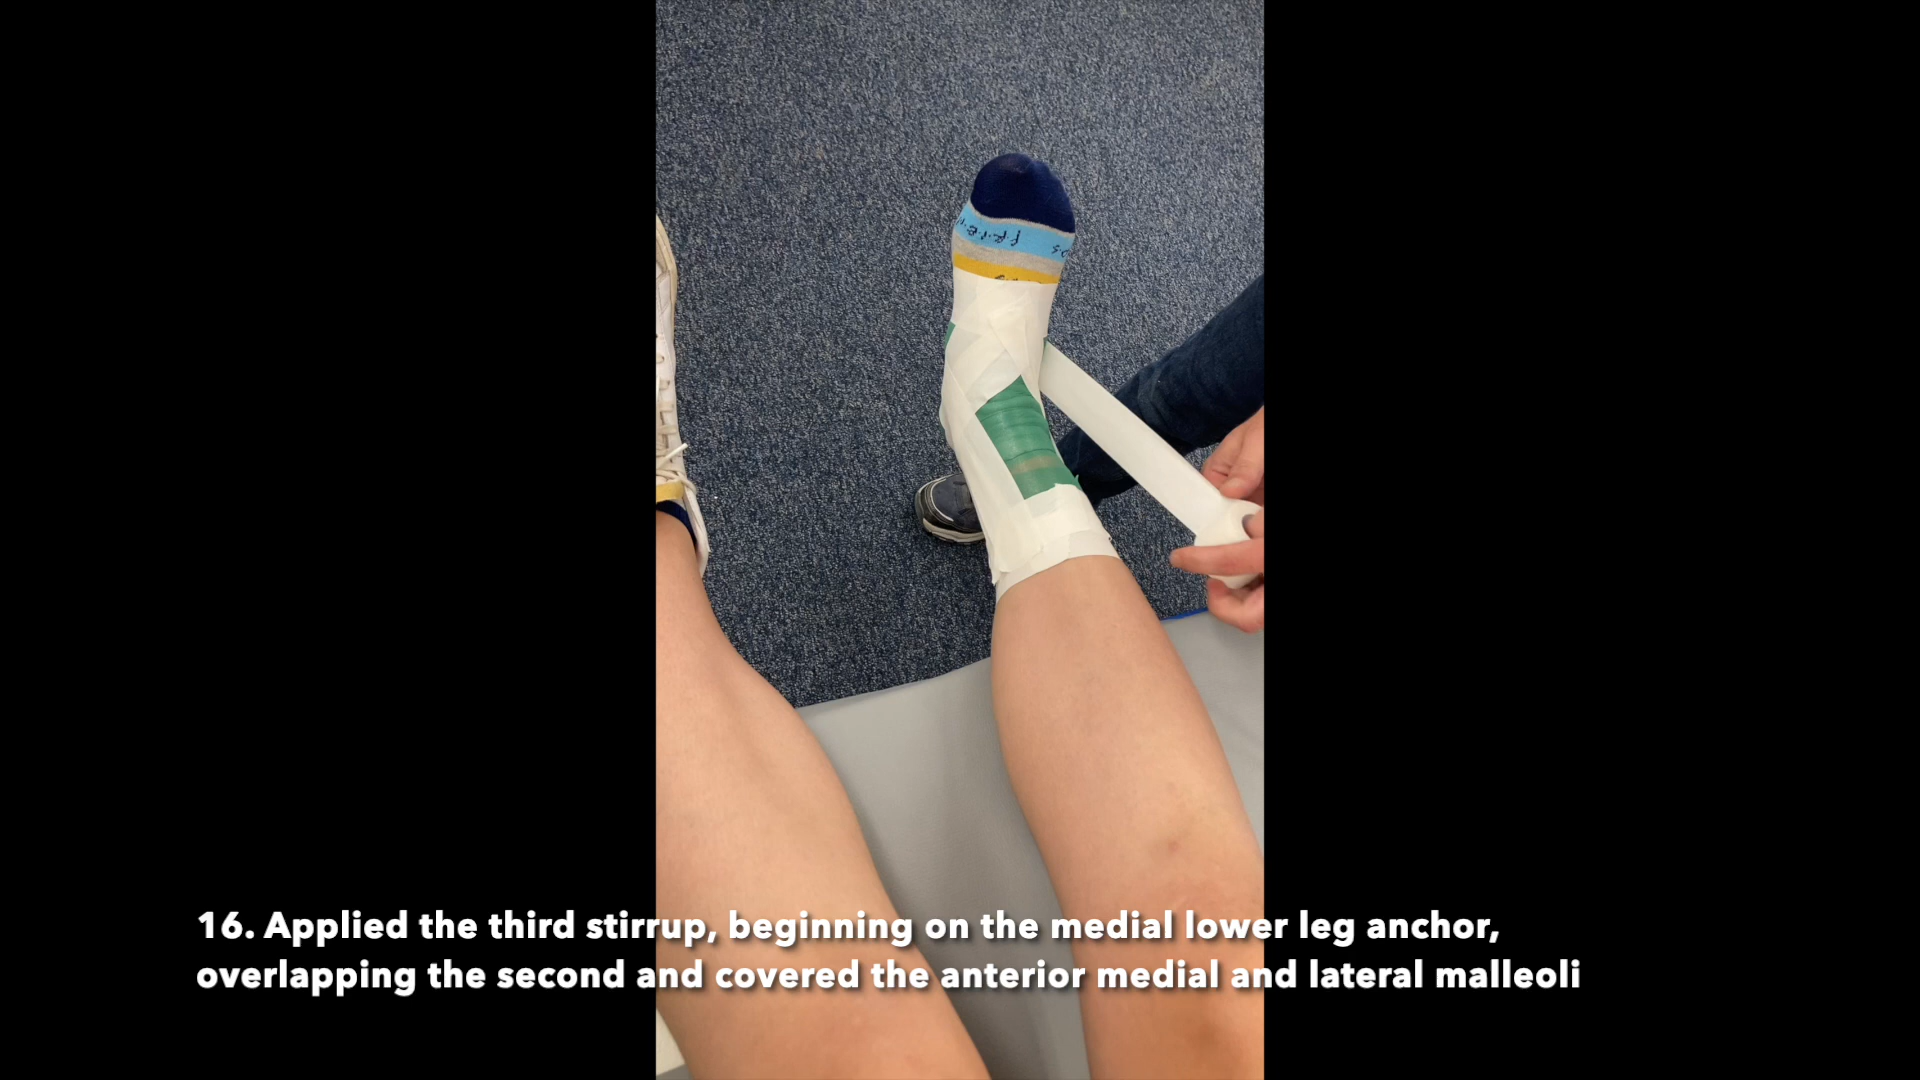 16. Applied the third stirrup, beginning on the medial lower leg anchor,
overlapping the second and covered the anterior medial and lateral malleoli